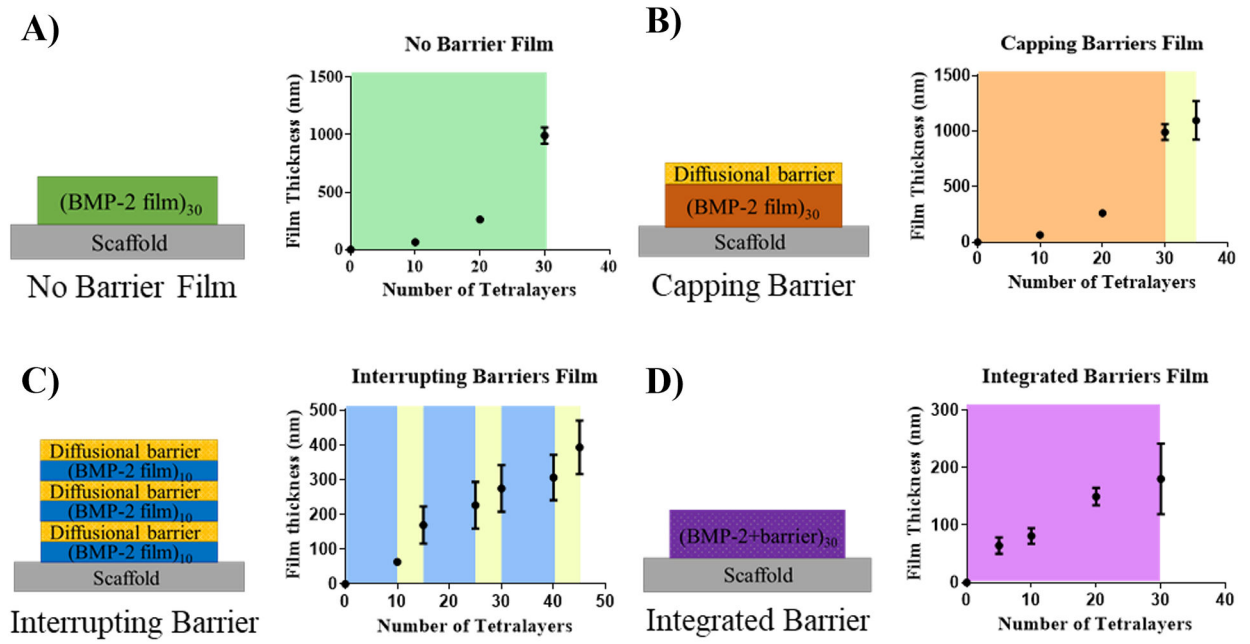 A)
No Barrier Film
Film Thickness (nm)
1500
1000
500
0
0 10 20 30 40
Number of Tetralayers
(BMP-2 film)30
Scaffold
No Barrier Film
B)
Capping Barriers Film
Film Thickness (nm)
1500
1000
500
0
0 10 20 30 40
Number of Tetralayers
Diffusional barrier
(BMP-2 film)30
Scaffold
Capping Barrier
C)
Interrupting Barriers Film
Film thickness (nm)
500
400
300
200
100
0
0 10 20 30 40 50
Number of Tetralayers
Diffusional barrier
(BMP-2 film)10
Diffusional barrier
(BMP-2 film)10
Diffusional barrier
(BMP-2 film)10
Scaffold
Interrupting Barrier
D)
Integrated Barriers Film
Film Thickness (nm)
300
200
100
0
0 10 20 30 40
Number of Tetralayers
(BMP-2+barrier)30
Scaffold
Integrated Barrier